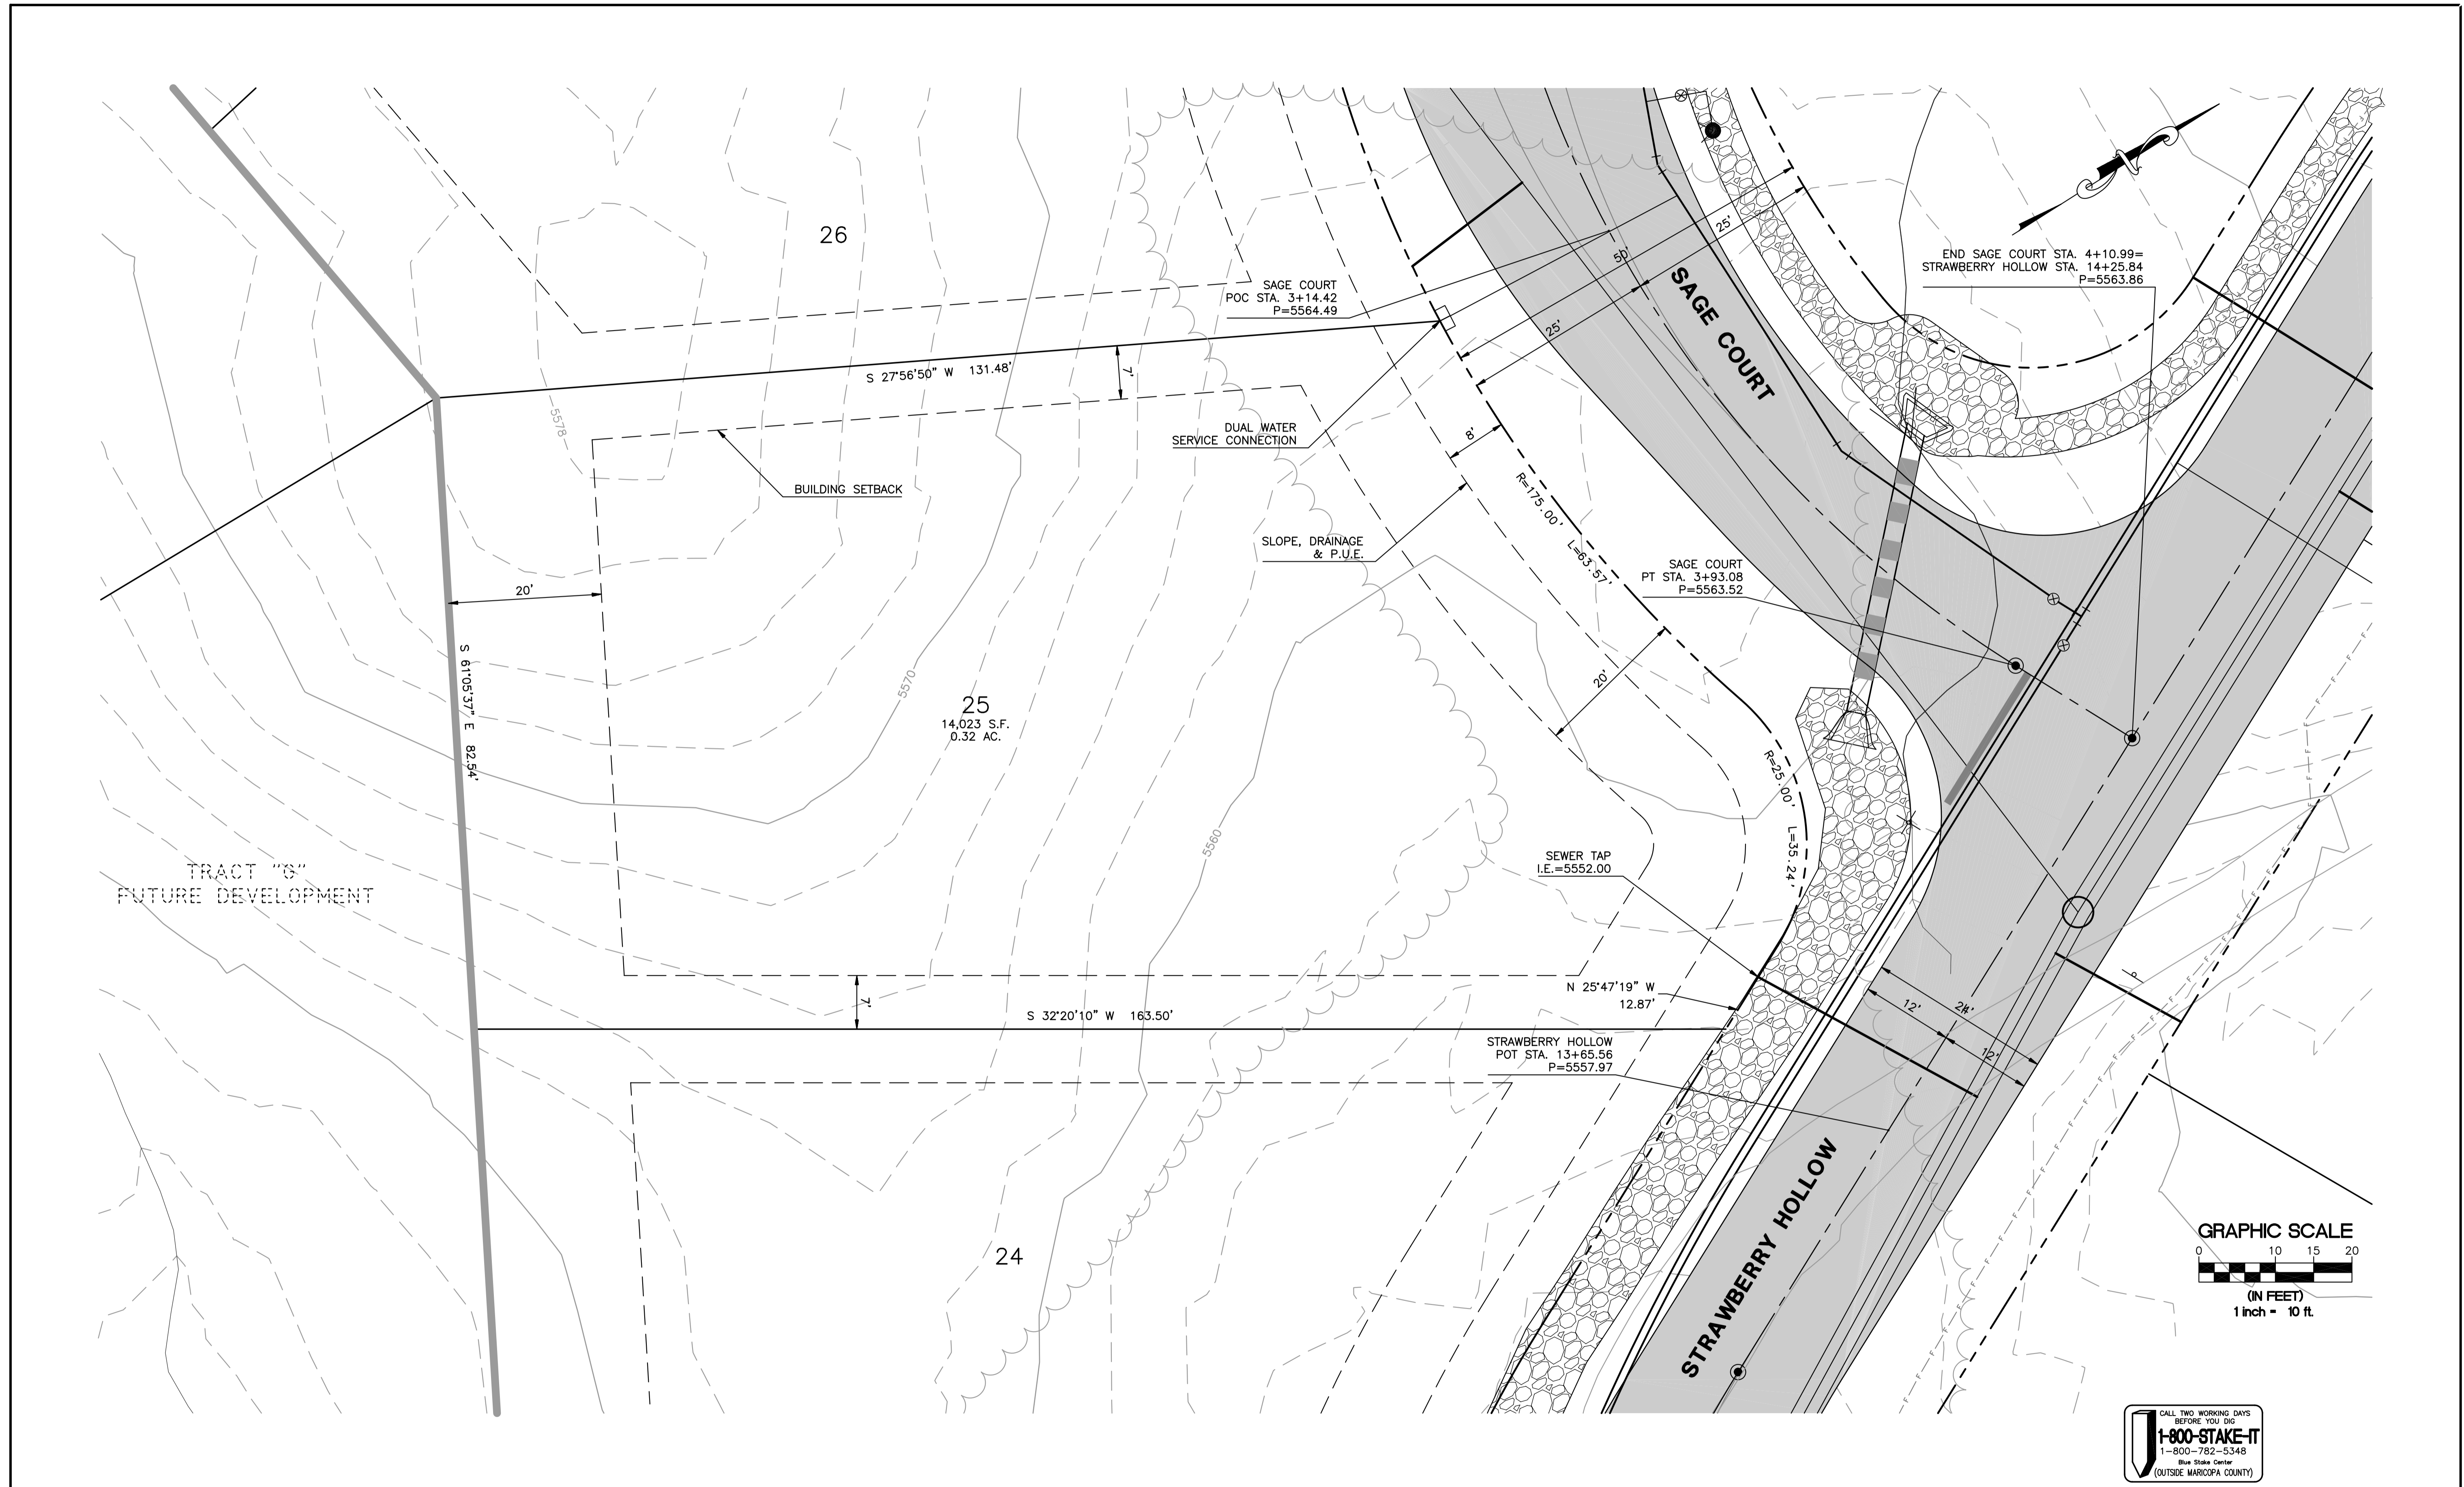 26
SAGE COURT
POC STA. 3+14.42
P=5564.49
50'
25'
25'
SAGE COURT
END SAGE COURT STA. 4+10.99=
STRAWBERRY HOLLOW STA. 14+25.84
P=5563.86
N
S 27°56'50" W 131.48'
7'
5578
DUAL WATER
SERVICE CONNECTION
8'
BUILDING SETBACK
R=175.00'
L=63.57'
SLOPE, DRAINAGE
& P.U.E.
SAGE COURT
PT STA. 3+93.08
P=5563.52
20'
S 61°05'37" E 82.54'
5570
20'
25
14,023 S.F.
0.32 AC.
R=25.00'
L=35.24'
5560
TRACT "G"
FUTURE DEVELOPMENT
SEWER TAP
I.E.=5552.00
7'
N 25°47'19" W
12.87'
S 32°20'10" W 163.50'
12'
24'
12'
STRAWBERRY HOLLOW
POT STA. 13+65.56
P=5557.97
STRAWBERRY HOLLOW
24
F F F F
GRAPHIC SCALE
0 10 15 20
(IN FEET)
1 inch = 10 ft.
CALL TWO WORKING DAYS
BEFORE YOU DIG
1-800-STAKE-IT
1-800-782-5348
Blue Stake Center
(OUTSIDE MARICOPA COUNTY)